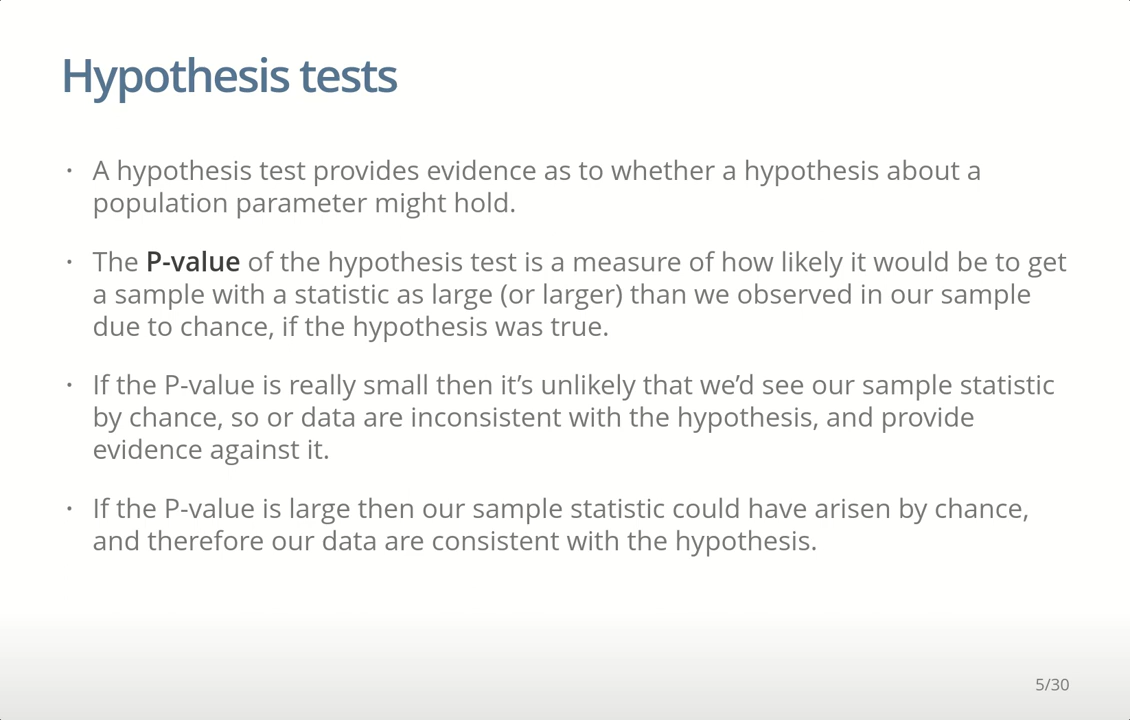 Hypothesis tests
· A hypothesis test provides evidence as to whether a hypothesis about a
population parameter might hold.
· The P-value of the hypothesis test is a measure of how likely it would be to get
a sample with a statistic as large (or larger) than we observed in our sample
due to chance, if the hypothesis was true.
· If the P-value is really small then it’s unlikely that we’d see our sample statistic
by chance, so or data are inconsistent with the hypothesis, and provide
evidence against it.
· If the P-value is large then our sample statistic could have arisen by chance,
and therefore our data are consistent with the hypothesis.
5/30